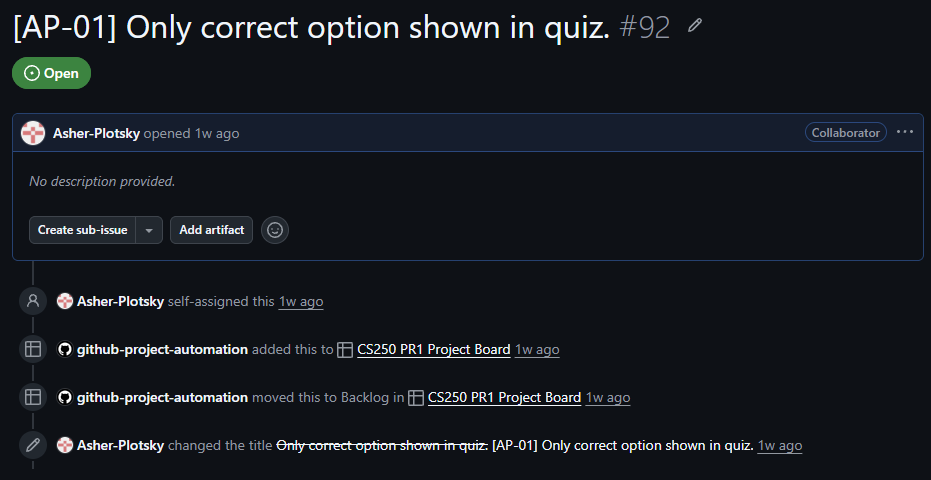 [AP-01] Only correct option shown in quiz. #92
Open
Asher-Plotsky opened 1w ago
Collaborator
No description provided.
Create sub-issue
Add artifact
Asher-Plotsky self-assigned this 1w ago
github-project-automation added this to CS250 PR1 Project Board 1w ago
github-project-automation moved this to Backlog in CS250 PR1 Project Board 1w ago
Asher-Plotsky changed the title Only correct option shown in quiz. [AP-01] Only correct option shown in quiz. 1w ago